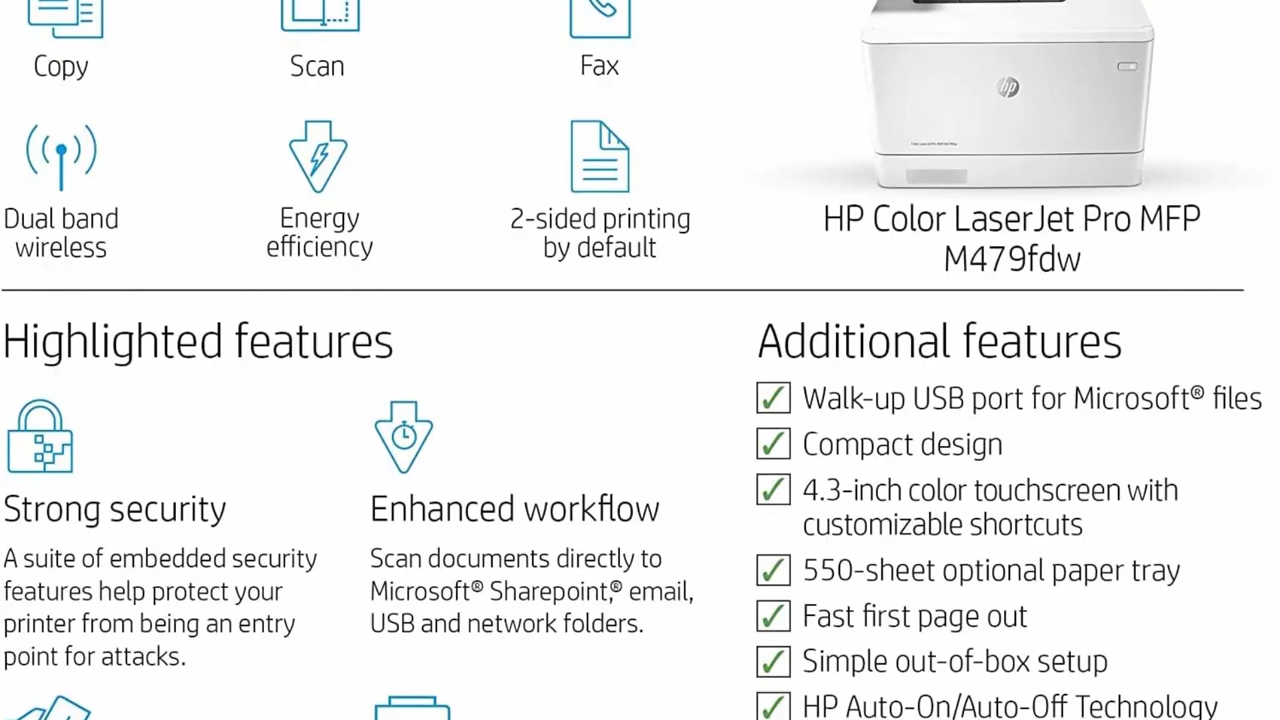 Copy
Scan
Fax
hp
Dual band
wireless
Energy
efficiency
2-sided printing
by default
HP Color LaserJet Pro MFP
M479fdw
Highlighted features
Strong security
A suite of embedded security
features help protect your
printer from being an entry
point for attacks.
Enhanced workflow
Scan documents directly to
Microsoft® Sharepoint,® email,
USB and network folders.
Additional features
Walk-up USB port for Microsoft® files
Compact design
4.3-inch color touchscreen with
customizable shortcuts
550-sheet optional paper tray
Fast first page out
Simple out-of-box setup
HP Auto-On/Auto-Off Technology